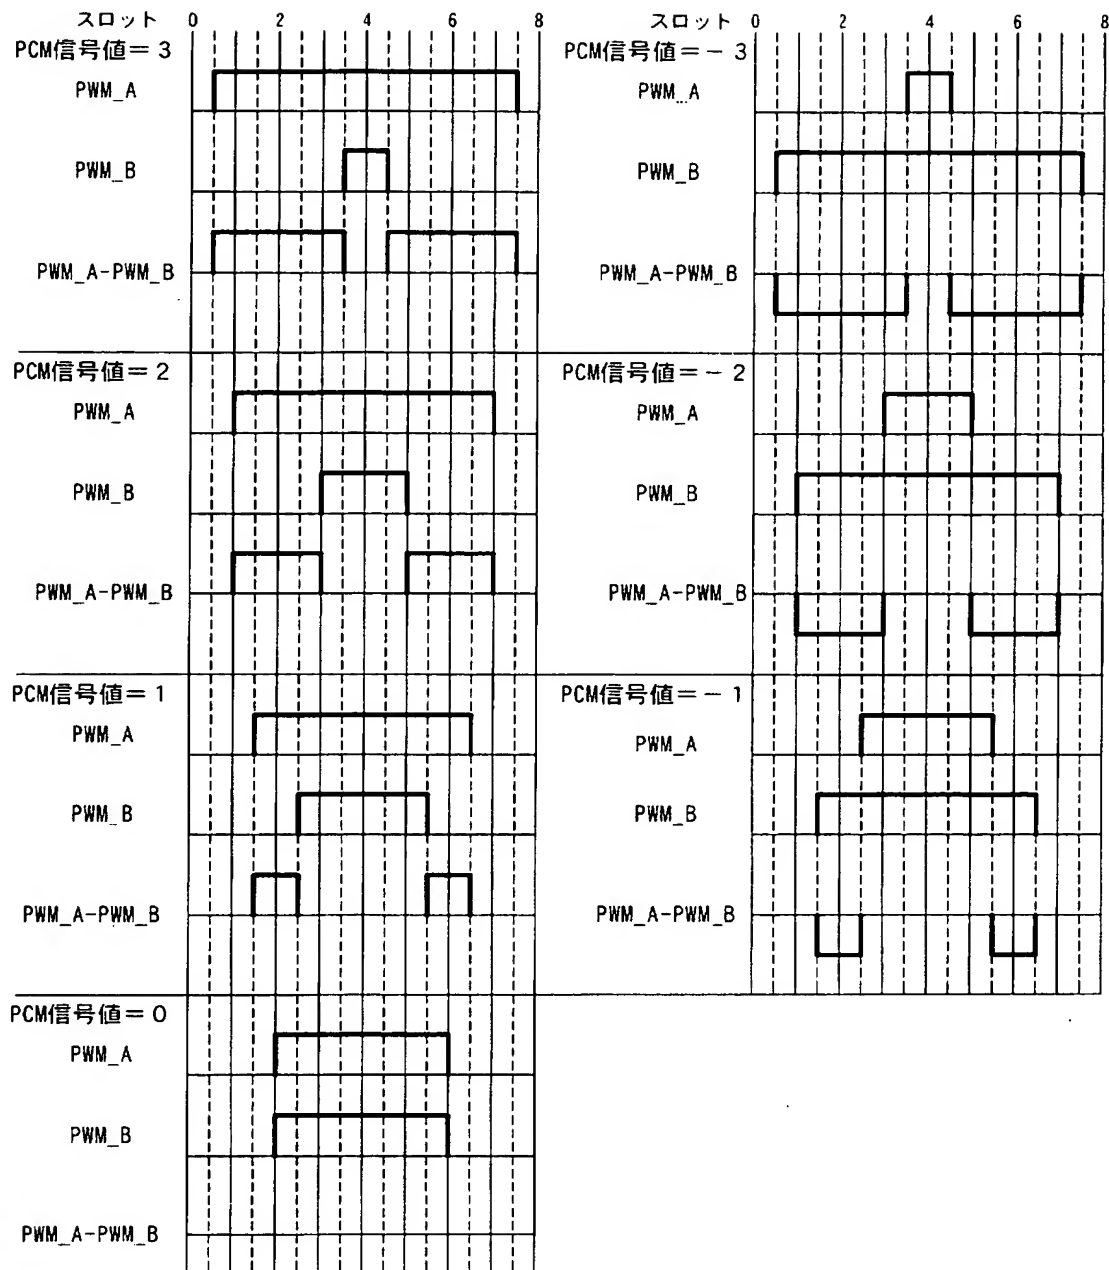 スロット 0 2 4 6 8
PCM信号値=3
PWM_A
PWM_B
PWM_A-PWM_B
PCM信号値=2
PWM_A
PWM_B
PWM_A-PWM_B
PCM信号値=1
PWM_A
PWM_B
PWM_A-PWM_B
PCM信号値=0
PWM_A
PWM_B
PWM_A-PWM_B
スロット 0 2 4 6 8
PCM信号値=-3
PWM_A
PWM_B
PWM_A-PWM_B
PCM信号値=-2
PWM_A
PWM_B
PWM_A-PWM_B
PCM信号値=-1
PWM_A
PWM_B
PWM_A-PWM_B